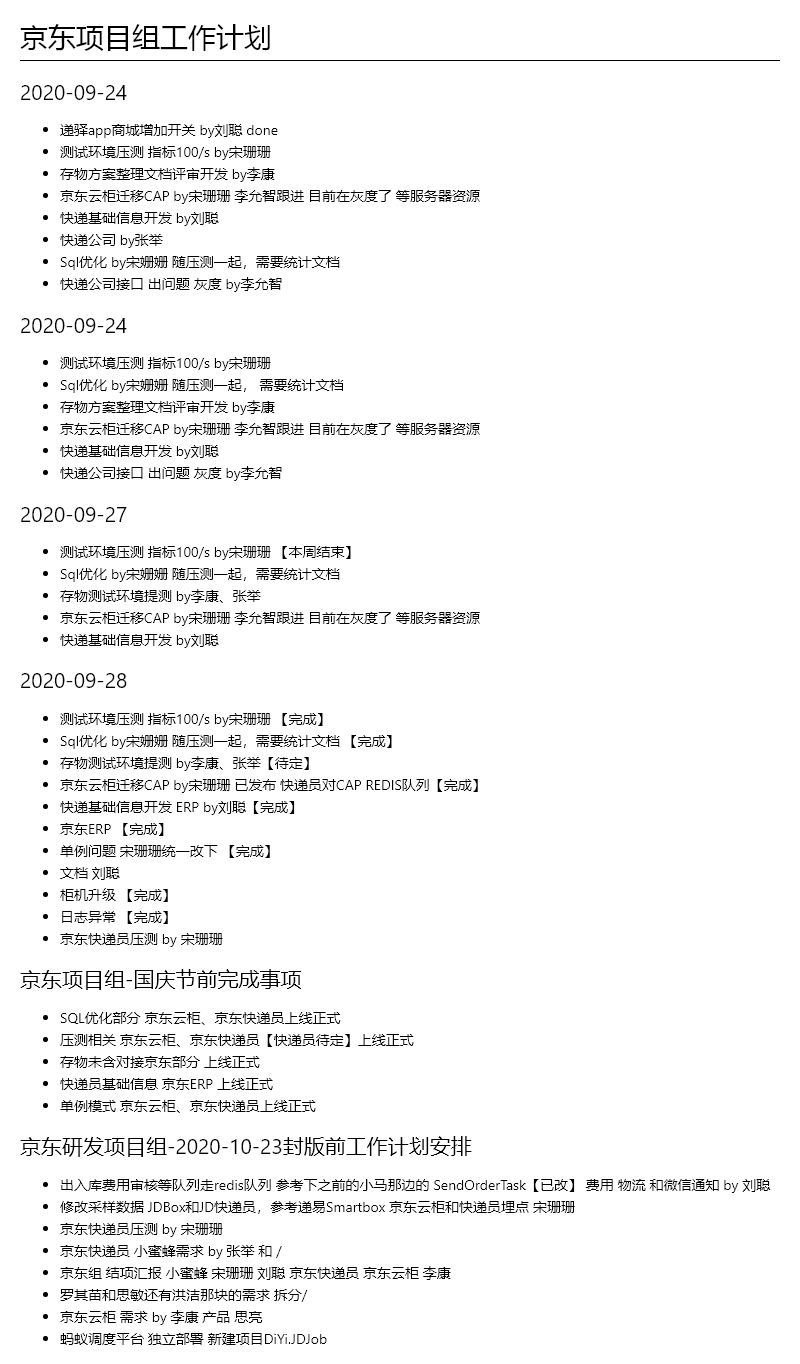 京东项目组工作计划
2020-09-24
递驿app商城增加开关 by刘聪 done
测试环境压测 指标100/s by宋珊珊
存物方案整理文档评审开发 by李康
京东云柜迁移CAP by宋珊珊 李允智跟进 目前在灰度了 等服务器资源
快递基础信息开发 by刘聪
快递公司 by张举
Sql优化 by宋姗姗 随压测一起，需要统计文档
快递公司接口 出问题 灰度 by李允智
2020-09-24
测试环境压测 指标100/s by宋珊珊
Sql优化 by宋姗姗 随压测一起， 需要统计文档
存物方案整理文档评审开发 by李康
京东云柜迁移CAP by宋珊珊 李允智跟进 目前在灰度了 等服务器资源
快递基础信息开发 by刘聪
快递公司接口 出问题 灰度 by李允智
2020-09-27
测试环境压测 指标100/s by宋珊珊 【本周结束】
Sql优化 by宋姗姗 随压测一起，需要统计文档
存物测试环境提测 by李康、张举
京东云柜迁移CAP by宋珊珊 李允智跟进 目前在灰度了 等服务器资源
快递基础信息开发 by刘聪
2020-09-28
测试环境压测 指标100/s by宋珊珊 【完成】
Sql优化 by宋姗姗 随压测一起，需要统计文档 【完成】
存物测试环境提测 by李康、张举【待定】
京东云柜迁移CAP by宋珊珊 已发布 快递员对CAP REDIS队列【完成】
快递基础信息开发 ERP by刘聪【完成】
京东ERP 【完成】
单例问题 宋珊珊统一改下 【完成】
文档 刘聪
柜机升级 【完成】
日志异常 【完成】
京东快递员压测 by 宋珊珊
京东项目组-国庆节前完成事项
SQL优化部分 京东云柜、京东快递员上线正式
压测相关 京东云柜、京东快递员【快递员待定】上线正式
存物未含对接京东部分 上线正式
快递员基础信息 京东ERP 上线正式
单例模式 京东云柜、京东快递员上线正式
京东研发项目组-2020-10-23封版前工作计划安排
出入库费用审核等队列走redis队列 参考下之前的小马那边的 SendOrderTask【已改】 费用 物流 和微信通知 by 刘聪
修改采样数据 JDBox和JD快递员，参考递易Smartbox 京东云柜和快递员埋点 宋珊珊
京东快递员压测 by 宋珊珊
京东快递员 小蜜蜂需求 by 张举 和 /
京东组 结项汇报 小蜜蜂 宋珊珊 刘聪 京东快递员 京东云柜 李康
罗其苗和思敏还有洪洁那块的需求 拆分/
京东云柜 需求 by 李康 产品 思亮
蚂蚁调度平台 独立部署 新建项目DiYi.JDJob